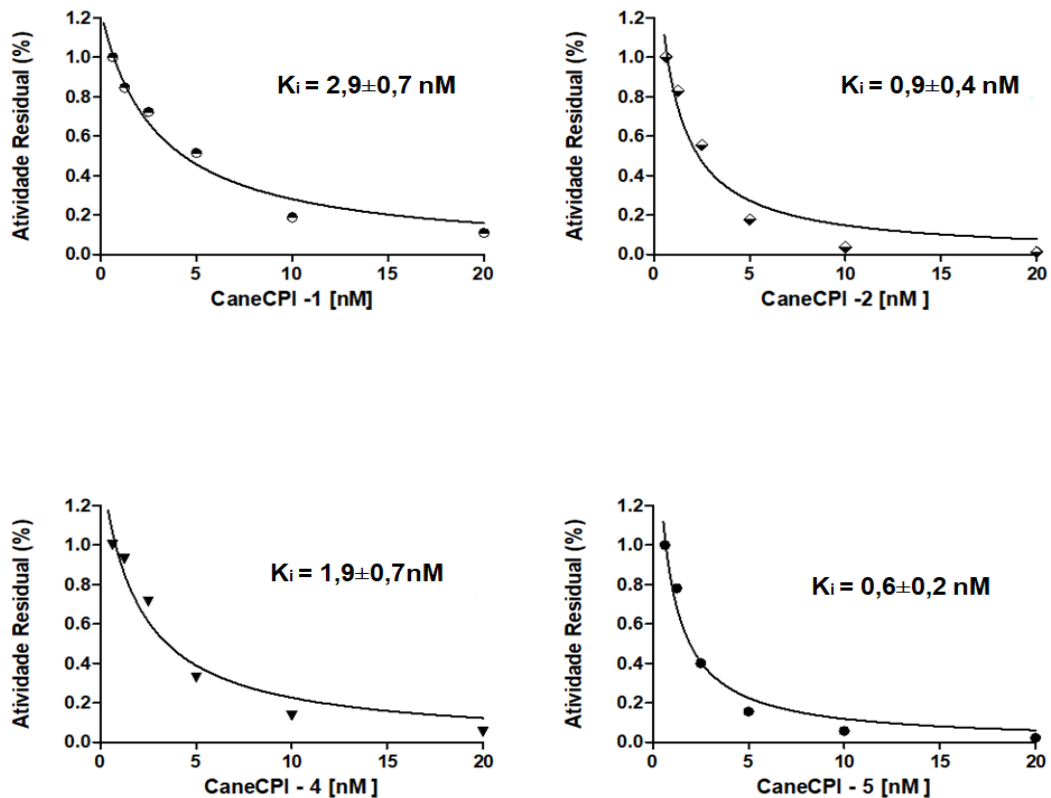 Atividade Residual (%)
1.2
1.0
0.8
0.6
0.4
0.2
0.0
0 5 10 15 20
CaneCPI -1 [nM]
Ki = 2,9±0,7 nM
Atividade Residual (%)
1.2
1.0
0.8
0.6
0.4
0.2
0.0
0 5 10 15 20
CaneCPI -2 [nM ]
Ki = 0,9±0,4 nM
Atividade Residual (%)
1.2
1.0
0.8
0.6
0.4
0.2
0.0
0 5 10 15 20
CaneCPI - 4 [nM ]
Ki = 1,9±0,7nM
Atividade Residual (%)
1.2
1.0
0.8
0.6
0.4
0.2
0.0
0 5 10 15 20
CaneCPI - 5 [nM ]
Ki = 0,6±0,2 nM